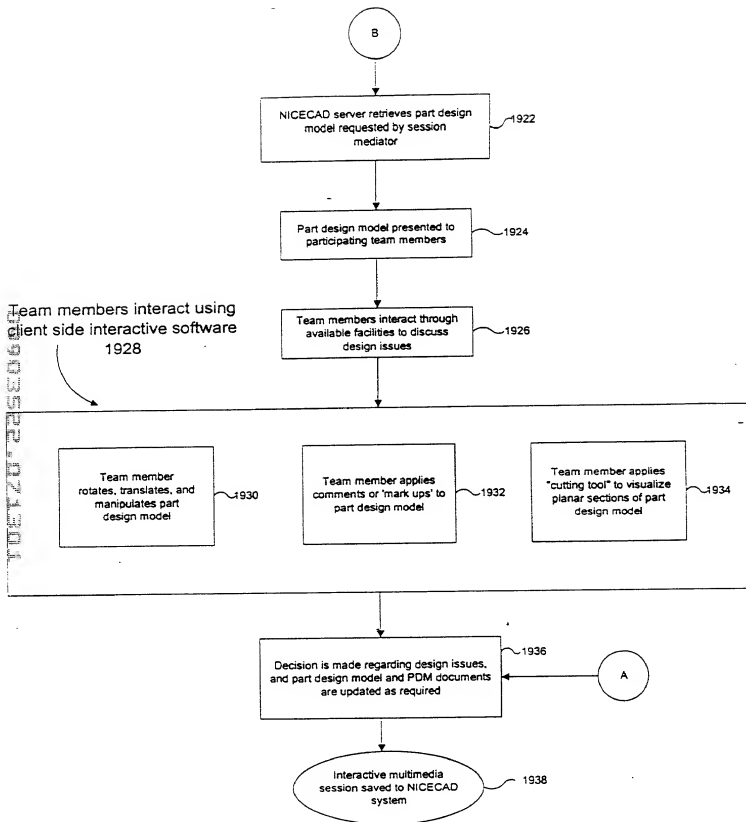 B
NICECAD server retrieves part design
model requested by session
mediator
1922
Part design model presented to
participating team members
1924
Team members interact using
client side interactive software
1928
Team members interact through
available facilities to discuss
design issues
1926
Team member
rotates, translates, and
manipulates part
design model
1930
Team member applies
comments or 'mark ups' to
part design model
1932
Team member applies
"cutting tool" to visualize
planar sections of part
design model
1934
Decision is made regarding design issues,
and part design model and PDM documents
are updated as required
1936
A
Interactive multimedia
session saved to NICECAD
system
1938